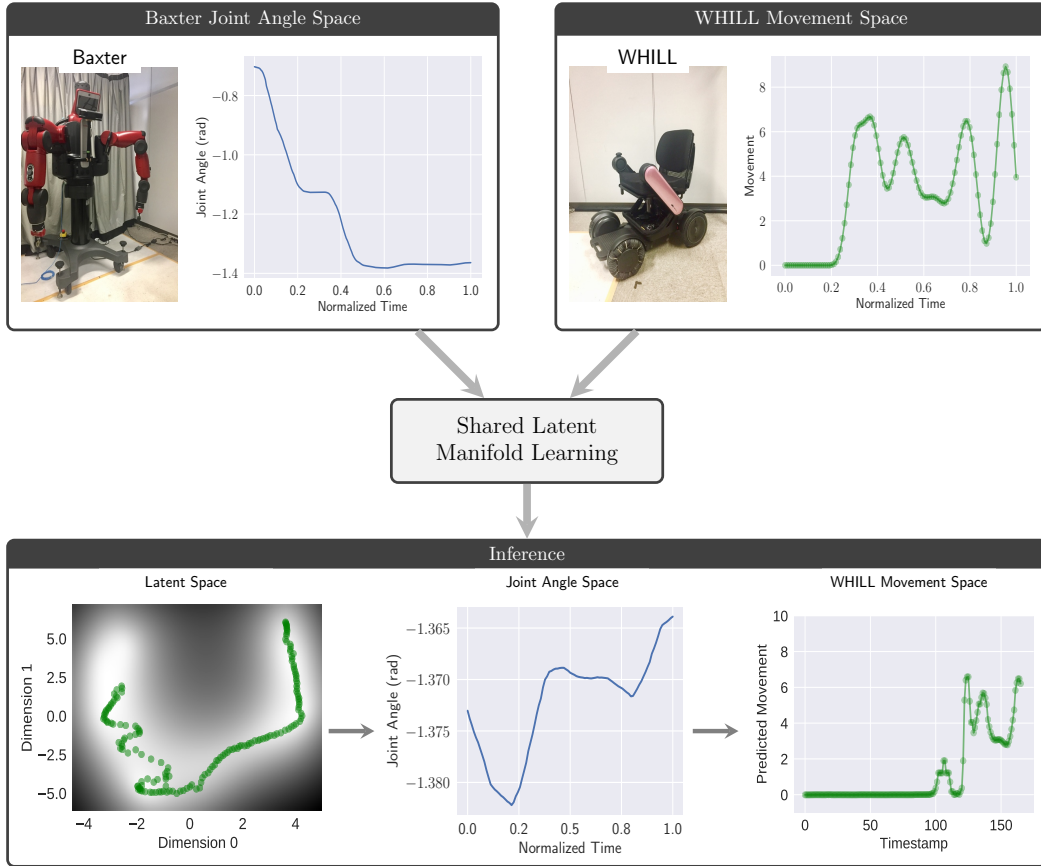 Baxter Joint Angle Space
Baxter
−0.8
−1.0
−1.2
−1.4
Joint Angle (rad)
0.0 0.2 0.4 0.6 0.8 1.0
Normalized Time
WHILL Movement Space
WHILL
8
6
4
2
0
Movement
0.0 0.2 0.4 0.6 0.8 1.0
Normalized Time
Shared Latent
Manifold Learning
Inference
Latent Space
5.0
2.5
0.0
−2.5
−5.0
Dimension 1
−4 −2 0 2 4
Dimension 0
Joint Angle Space
−1.365
−1.370
−1.375
−1.380
Joint Angle (rad)
0.0 0.2 0.5 0.8 1.0
Normalized Time
WHILL Movement Space
10
8
6
4
2
0
Predicted Movement
0 50 100 150
Timestamp